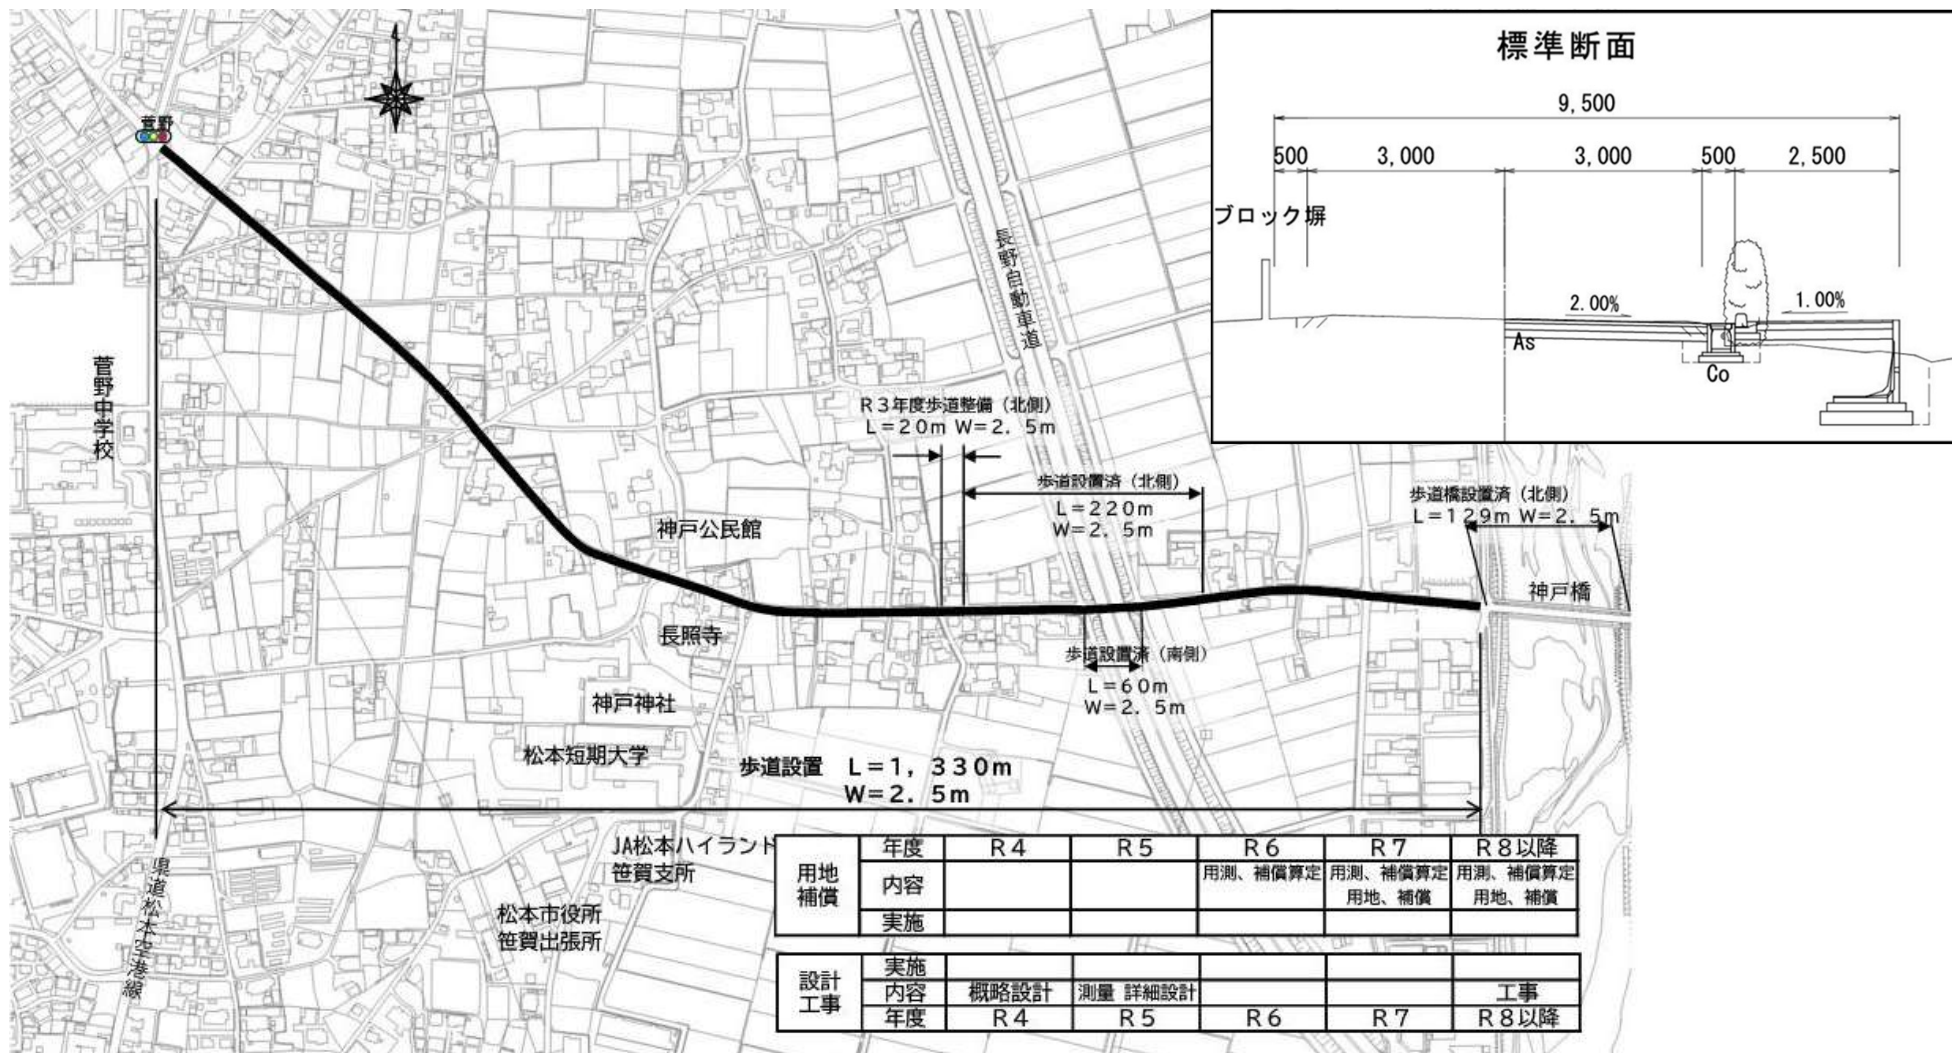 標準断面
9,500
500
3,000
3,000
500
2,500
ブロック塀
2.00%
1.00%
As
Co
菅野
長野自動車道
菅野中学校
R3年度歩道整備（北側）
L=20m W=2.5m
歩道設置済（北側）
L=220m
W=2.5m
歩道橋設置済（北側）
L=129m W=2.5m
神戸公民館
神戸橋
長照寺
歩道設置済（南側）
L=60m
W=2.5m
神戸神社
松本短期大学
歩道設置 L=1,330m
W=2.5m
JA松本ハイランド
笹賀支所
県道松本空港線
松本市役所
笹賀出張所
用地
補償
年度 R4 R5 R6 R7 R8以降
内容 用測、補償算定 用測、補償算定 用測、補償算定
用地、補償 用地、補償
実施
設計
工事
実施
内容 概略設計 測量 詳細設計 工事
年度 R4 R5 R6 R7 R8以降